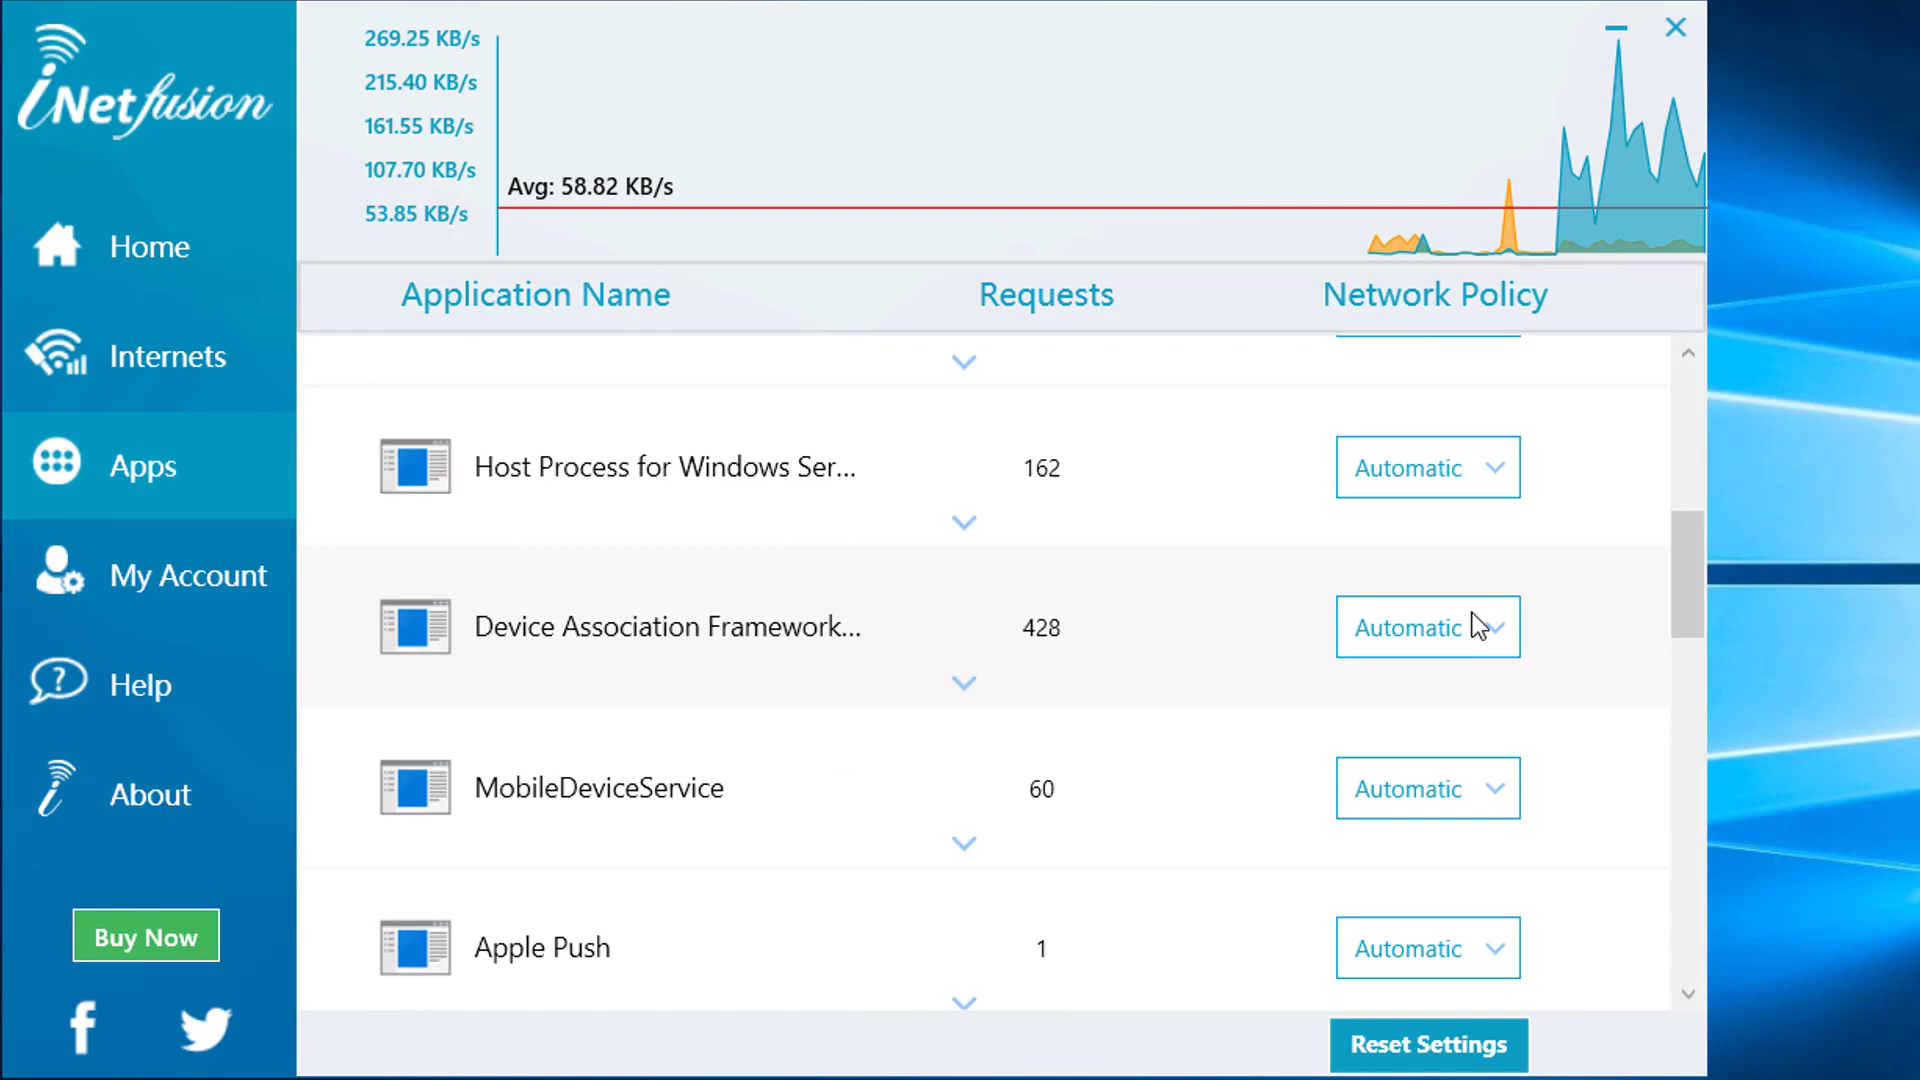 iNetfusion
Home
Internets
Apps
My Account
Help
About
Buy Now
269.25 KB/s
215.40 KB/s
161.55 KB/s
107.70 KB/s
53.85 KB/s
Avg: 58.82 KB/s
Application Name Requests Network Policy
Host Process for Windows Ser... 162 Automatic
Device Association Framework... 428 Automatic
MobileDeviceService 60 Automatic
Apple Push 1 Automatic
Reset Settings